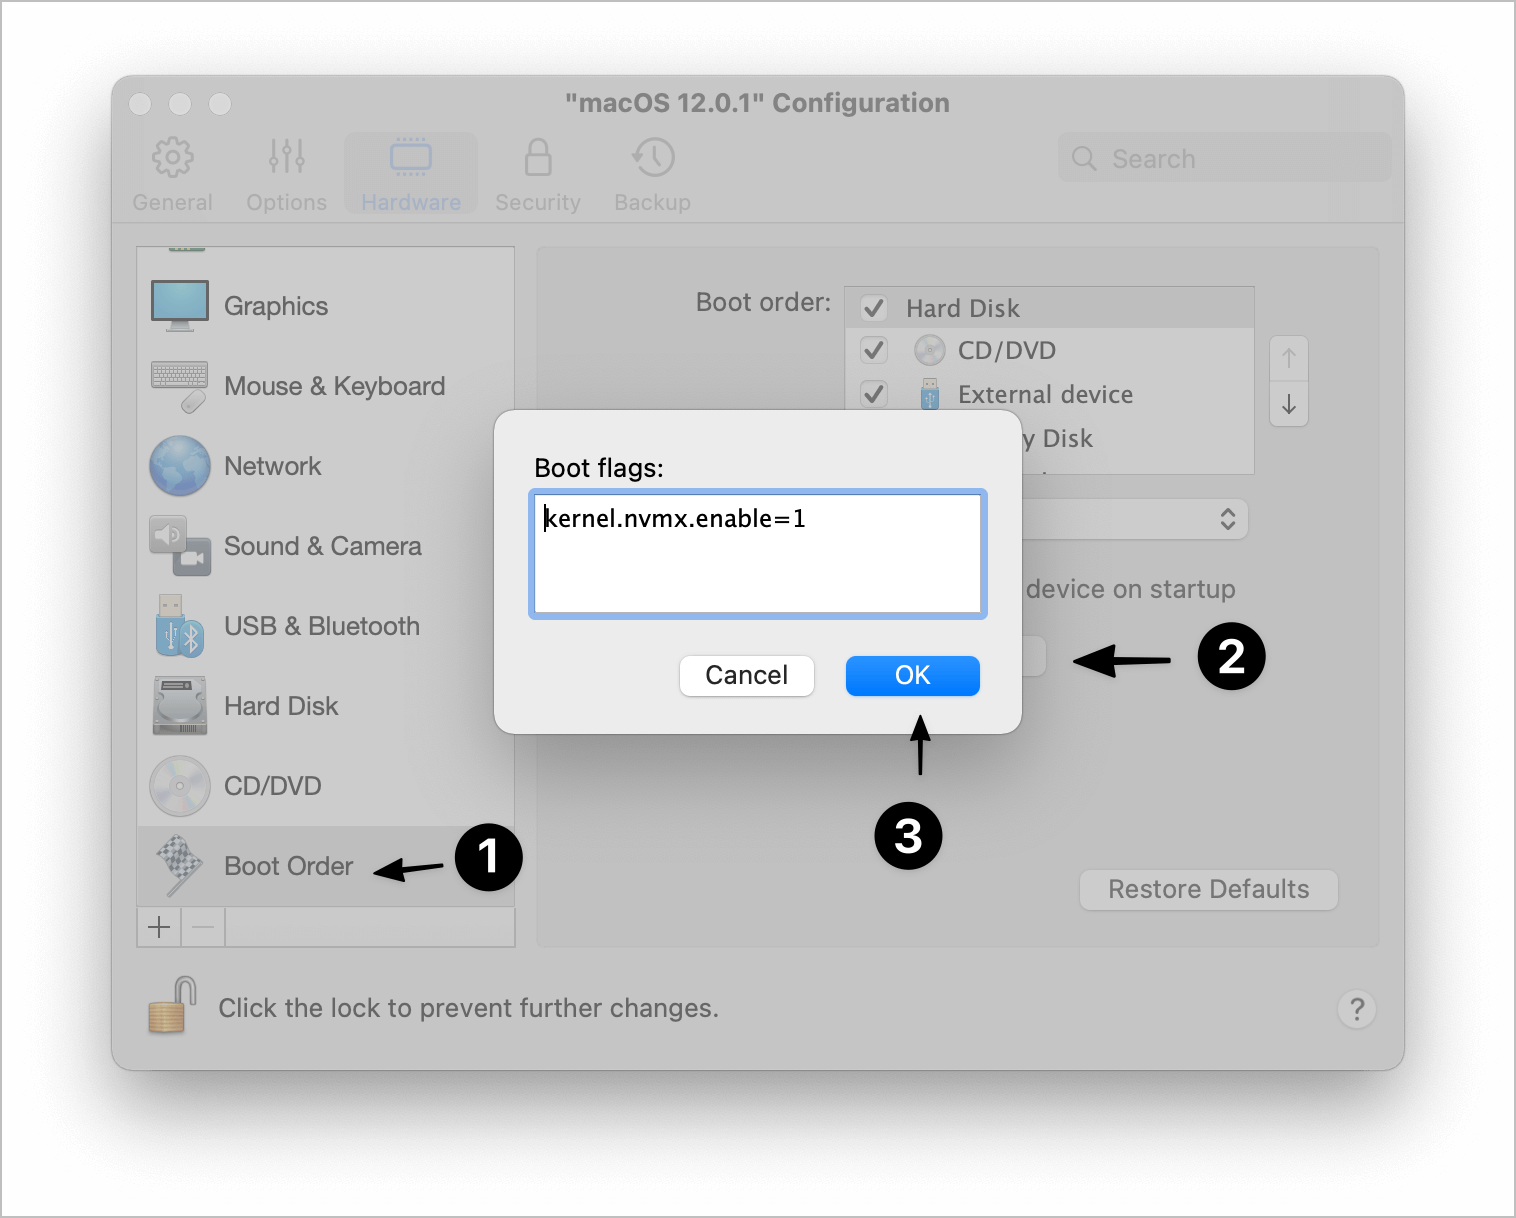 "macOS 12.0.1" Configuration
General
Options
Hardware
Security
Backup
Search
Graphics
Mouse & Keyboard
Network
Sound & Camera
USB & Bluetooth
Hard Disk
CD/DVD
Boot Order
Boot order:
Hard Disk
CD/DVD
External device
y Disk
device on startup
Boot flags:
kernel.nvmx.enable=1
Cancel
OK
1
2
3
Restore Defaults
Click the lock to prevent further changes.
?